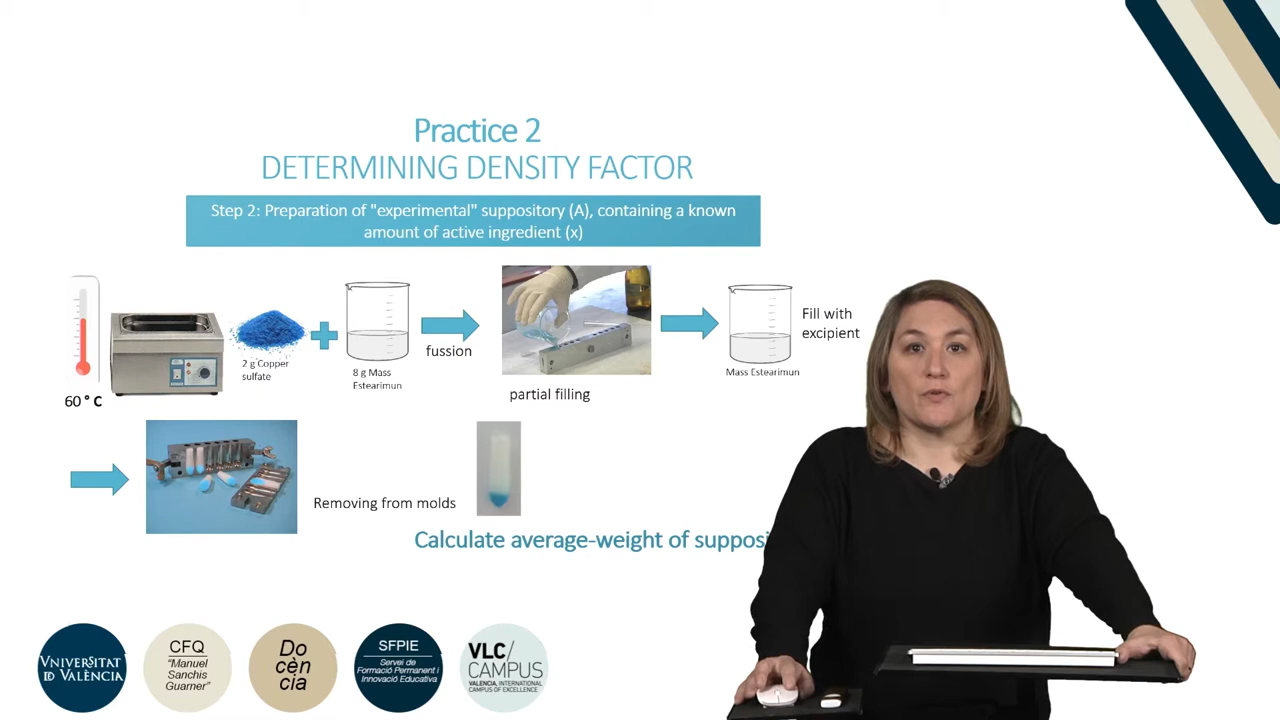 Practice 2
DETERMINING DENSITY FACTOR
Step 2: Preparation of "experimental" suppository (A), containing a known
amount of active ingredient (x)
60 º C
2 g Copper
sulfate
8 g Mass
Estearimun
fussion
partial filling
Mass Estearimun
Fill with
excipient
Removing from molds
Calculate average-weight of supposi
VNIVERSITAT
ID VALÈNCIA
CFQ
"Manuel
Sanchis
Guarner"
Do
cèn
cia
SFPIE
Servei de
Formació Permanent i
Innovació Educativa
VLC/
CAMPUS
VALENCIA, INTERNATIONAL
CAMPUS OF EXCELLENCE